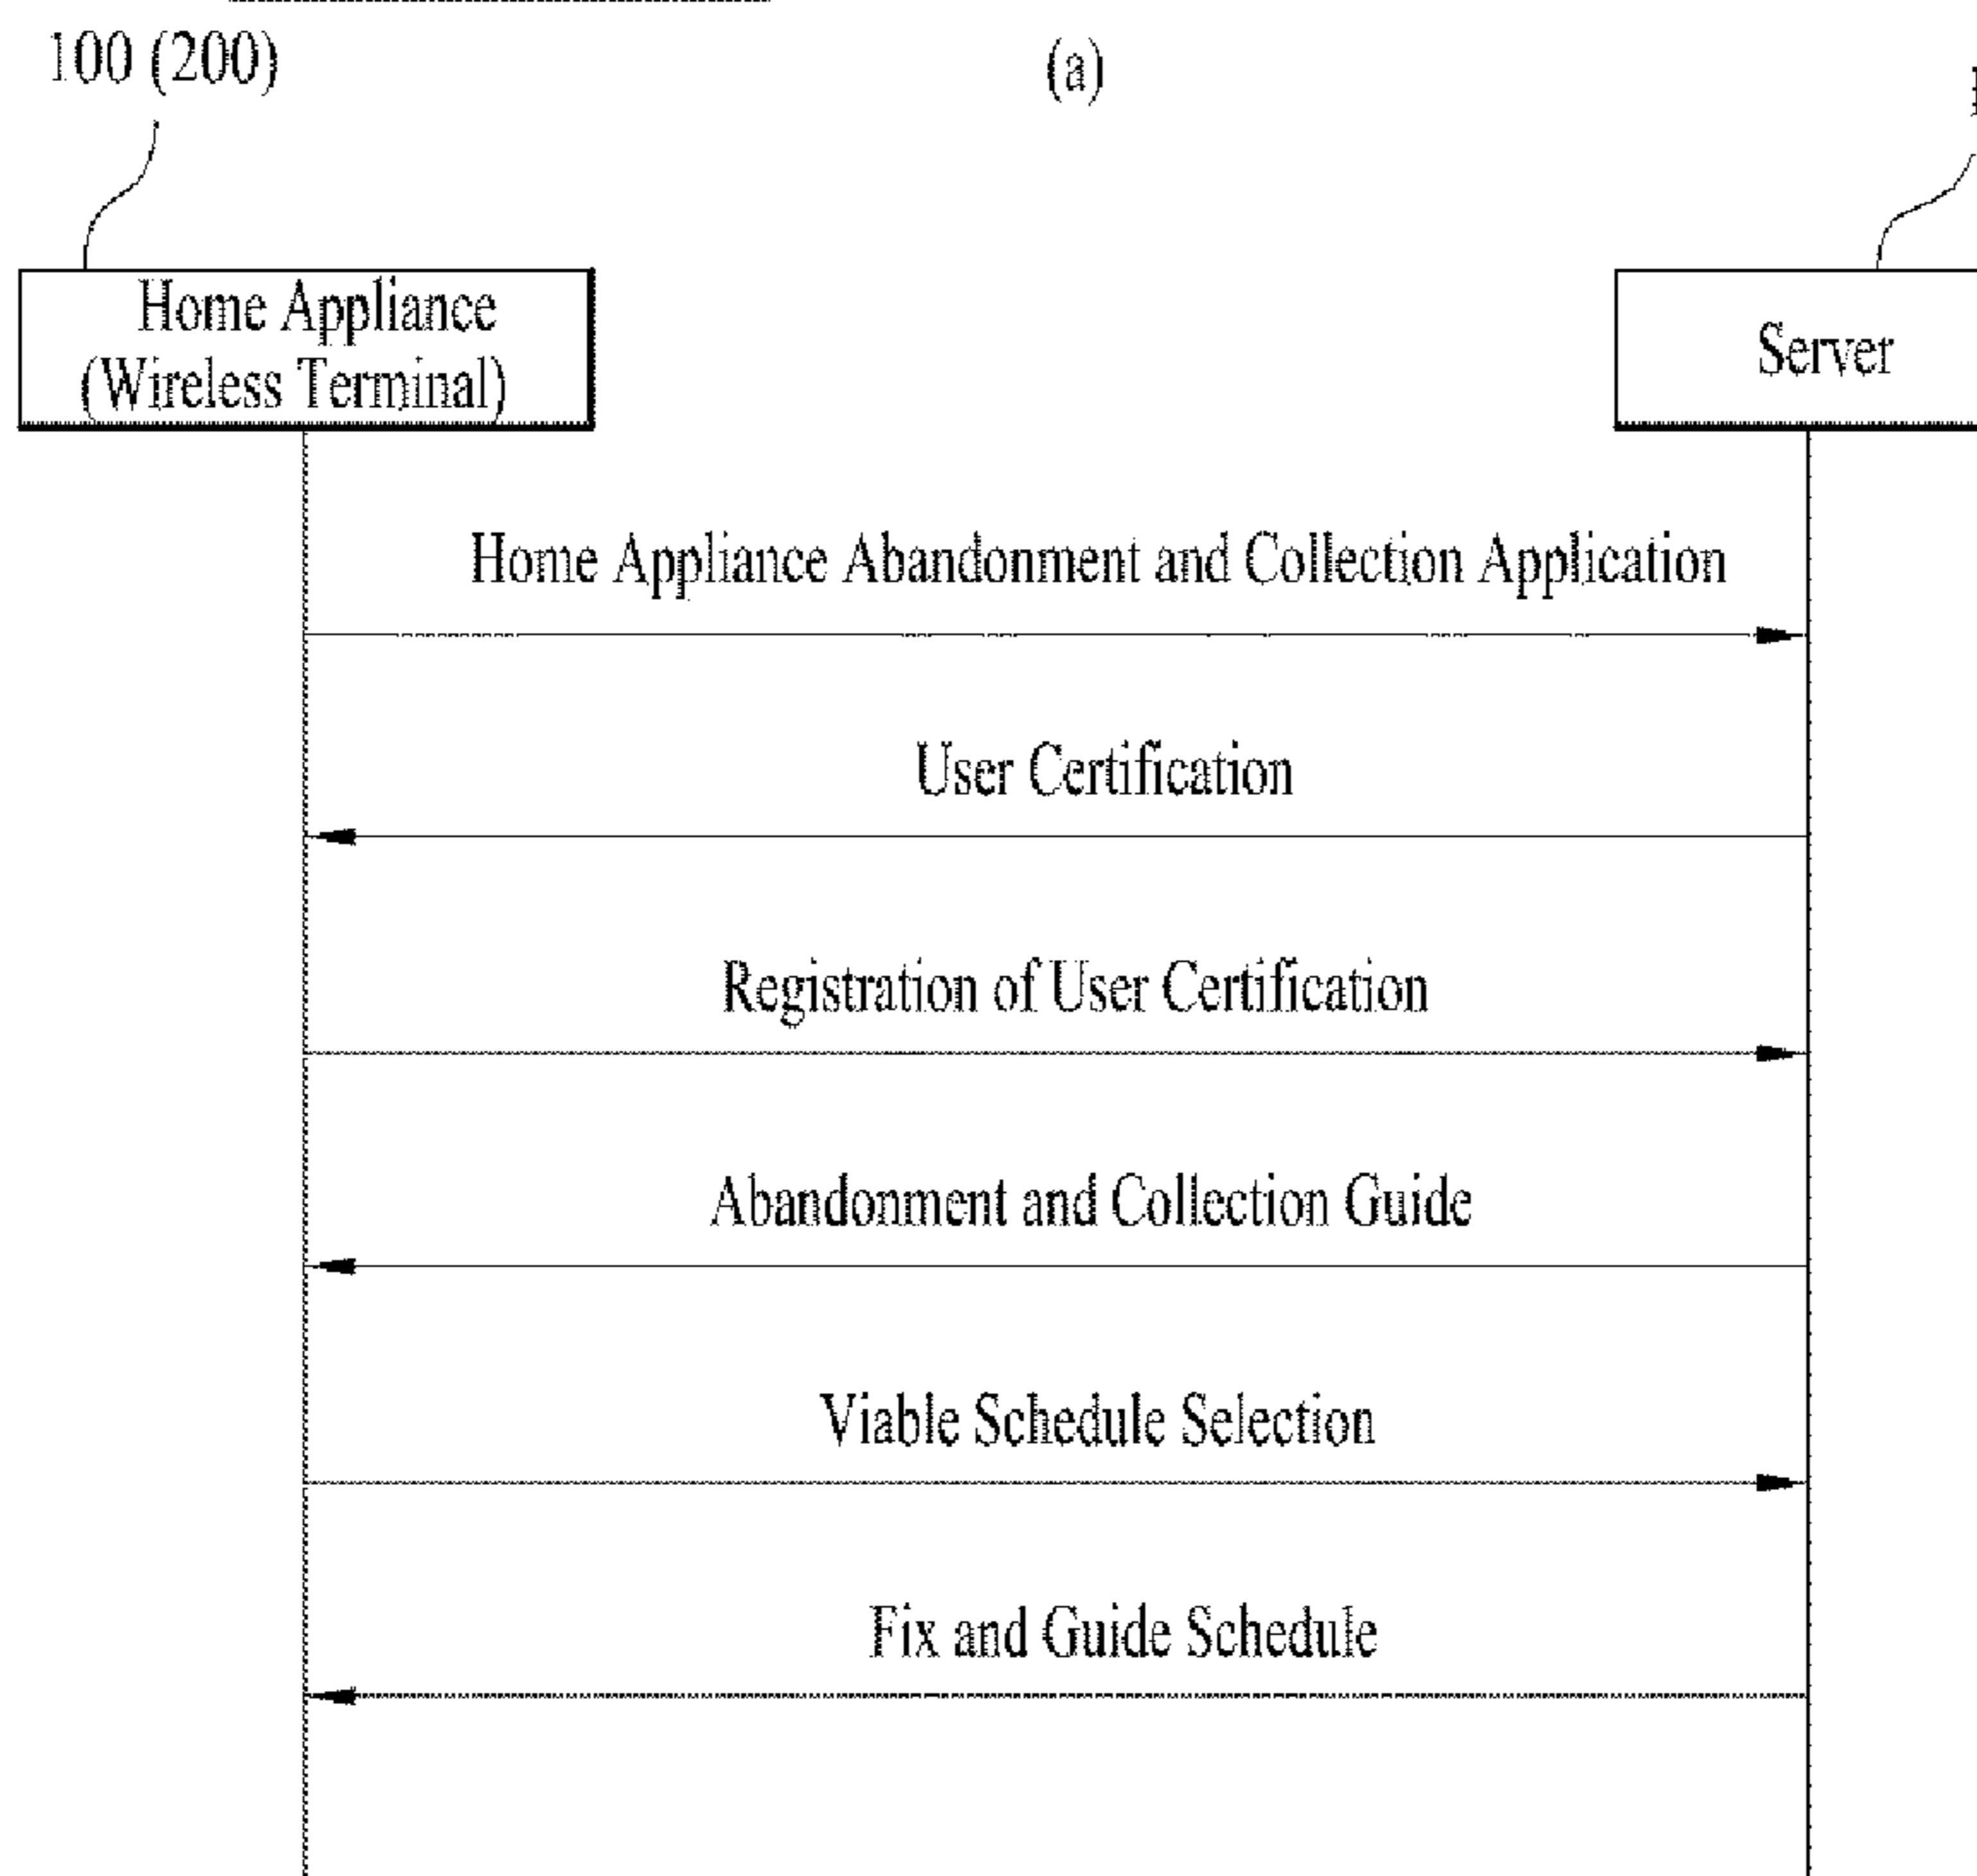 100 (200)
(a)
Home Appliance
(Wireless Terminal)
Server
Home Appliance Abandonment and Collection Application
User Certification
Registration of User Certification
Abandonment and Collection Guide
Viable Schedule Selection
Fix and Guide Schedule